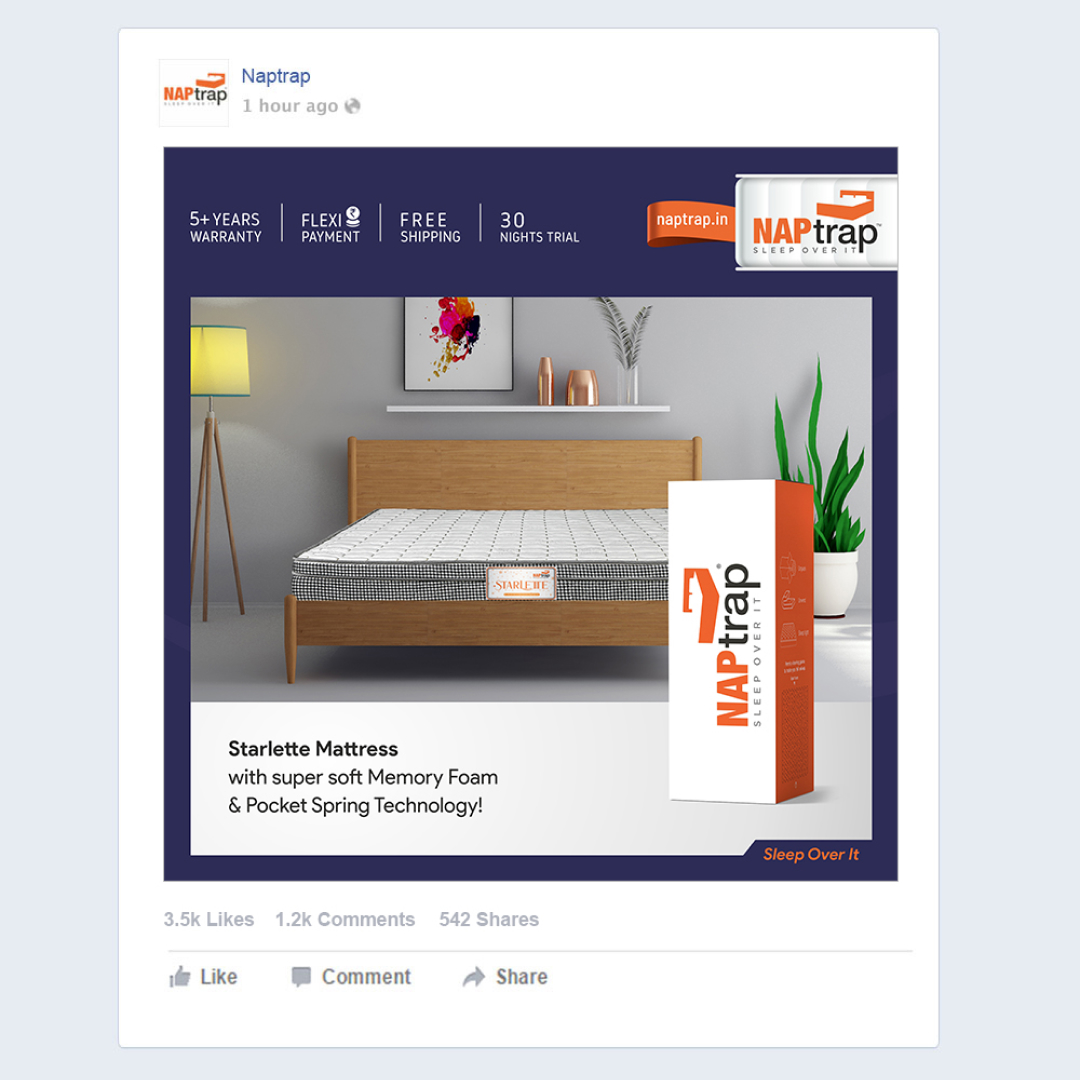 NAPtrap
SLEEP OVER IT
Naptrap
1 hour ago
5+ YEARS
WARRANTY
FLEXI
PAYMENT
FREE
SHIPPING
30
NIGHTS TRIAL
naptrap.in
NAPtrap™
SLEEP OVER IT
NAPtrap
STARLETTE
NAPtrap®
SLEEP OVER IT
Starlette Mattress
with super soft Memory Foam
& Pocket Spring Technology!
Sleep Over It
3.5k Likes 1.2k Comments 542 Shares
Like Comment Share